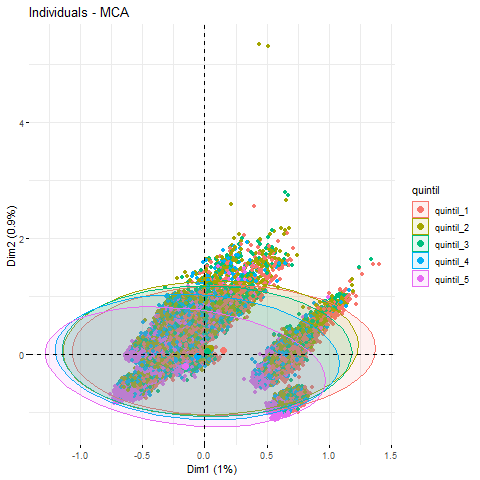 Individuals - MCA
Dim2 (0.9%)
4
2
0
-1.0
-0.5
0.0
0.5
1.0
1.5
Dim1 (1%)
quintil
quintil_1
quintil_2
quintil_3
quintil_4
quintil_5